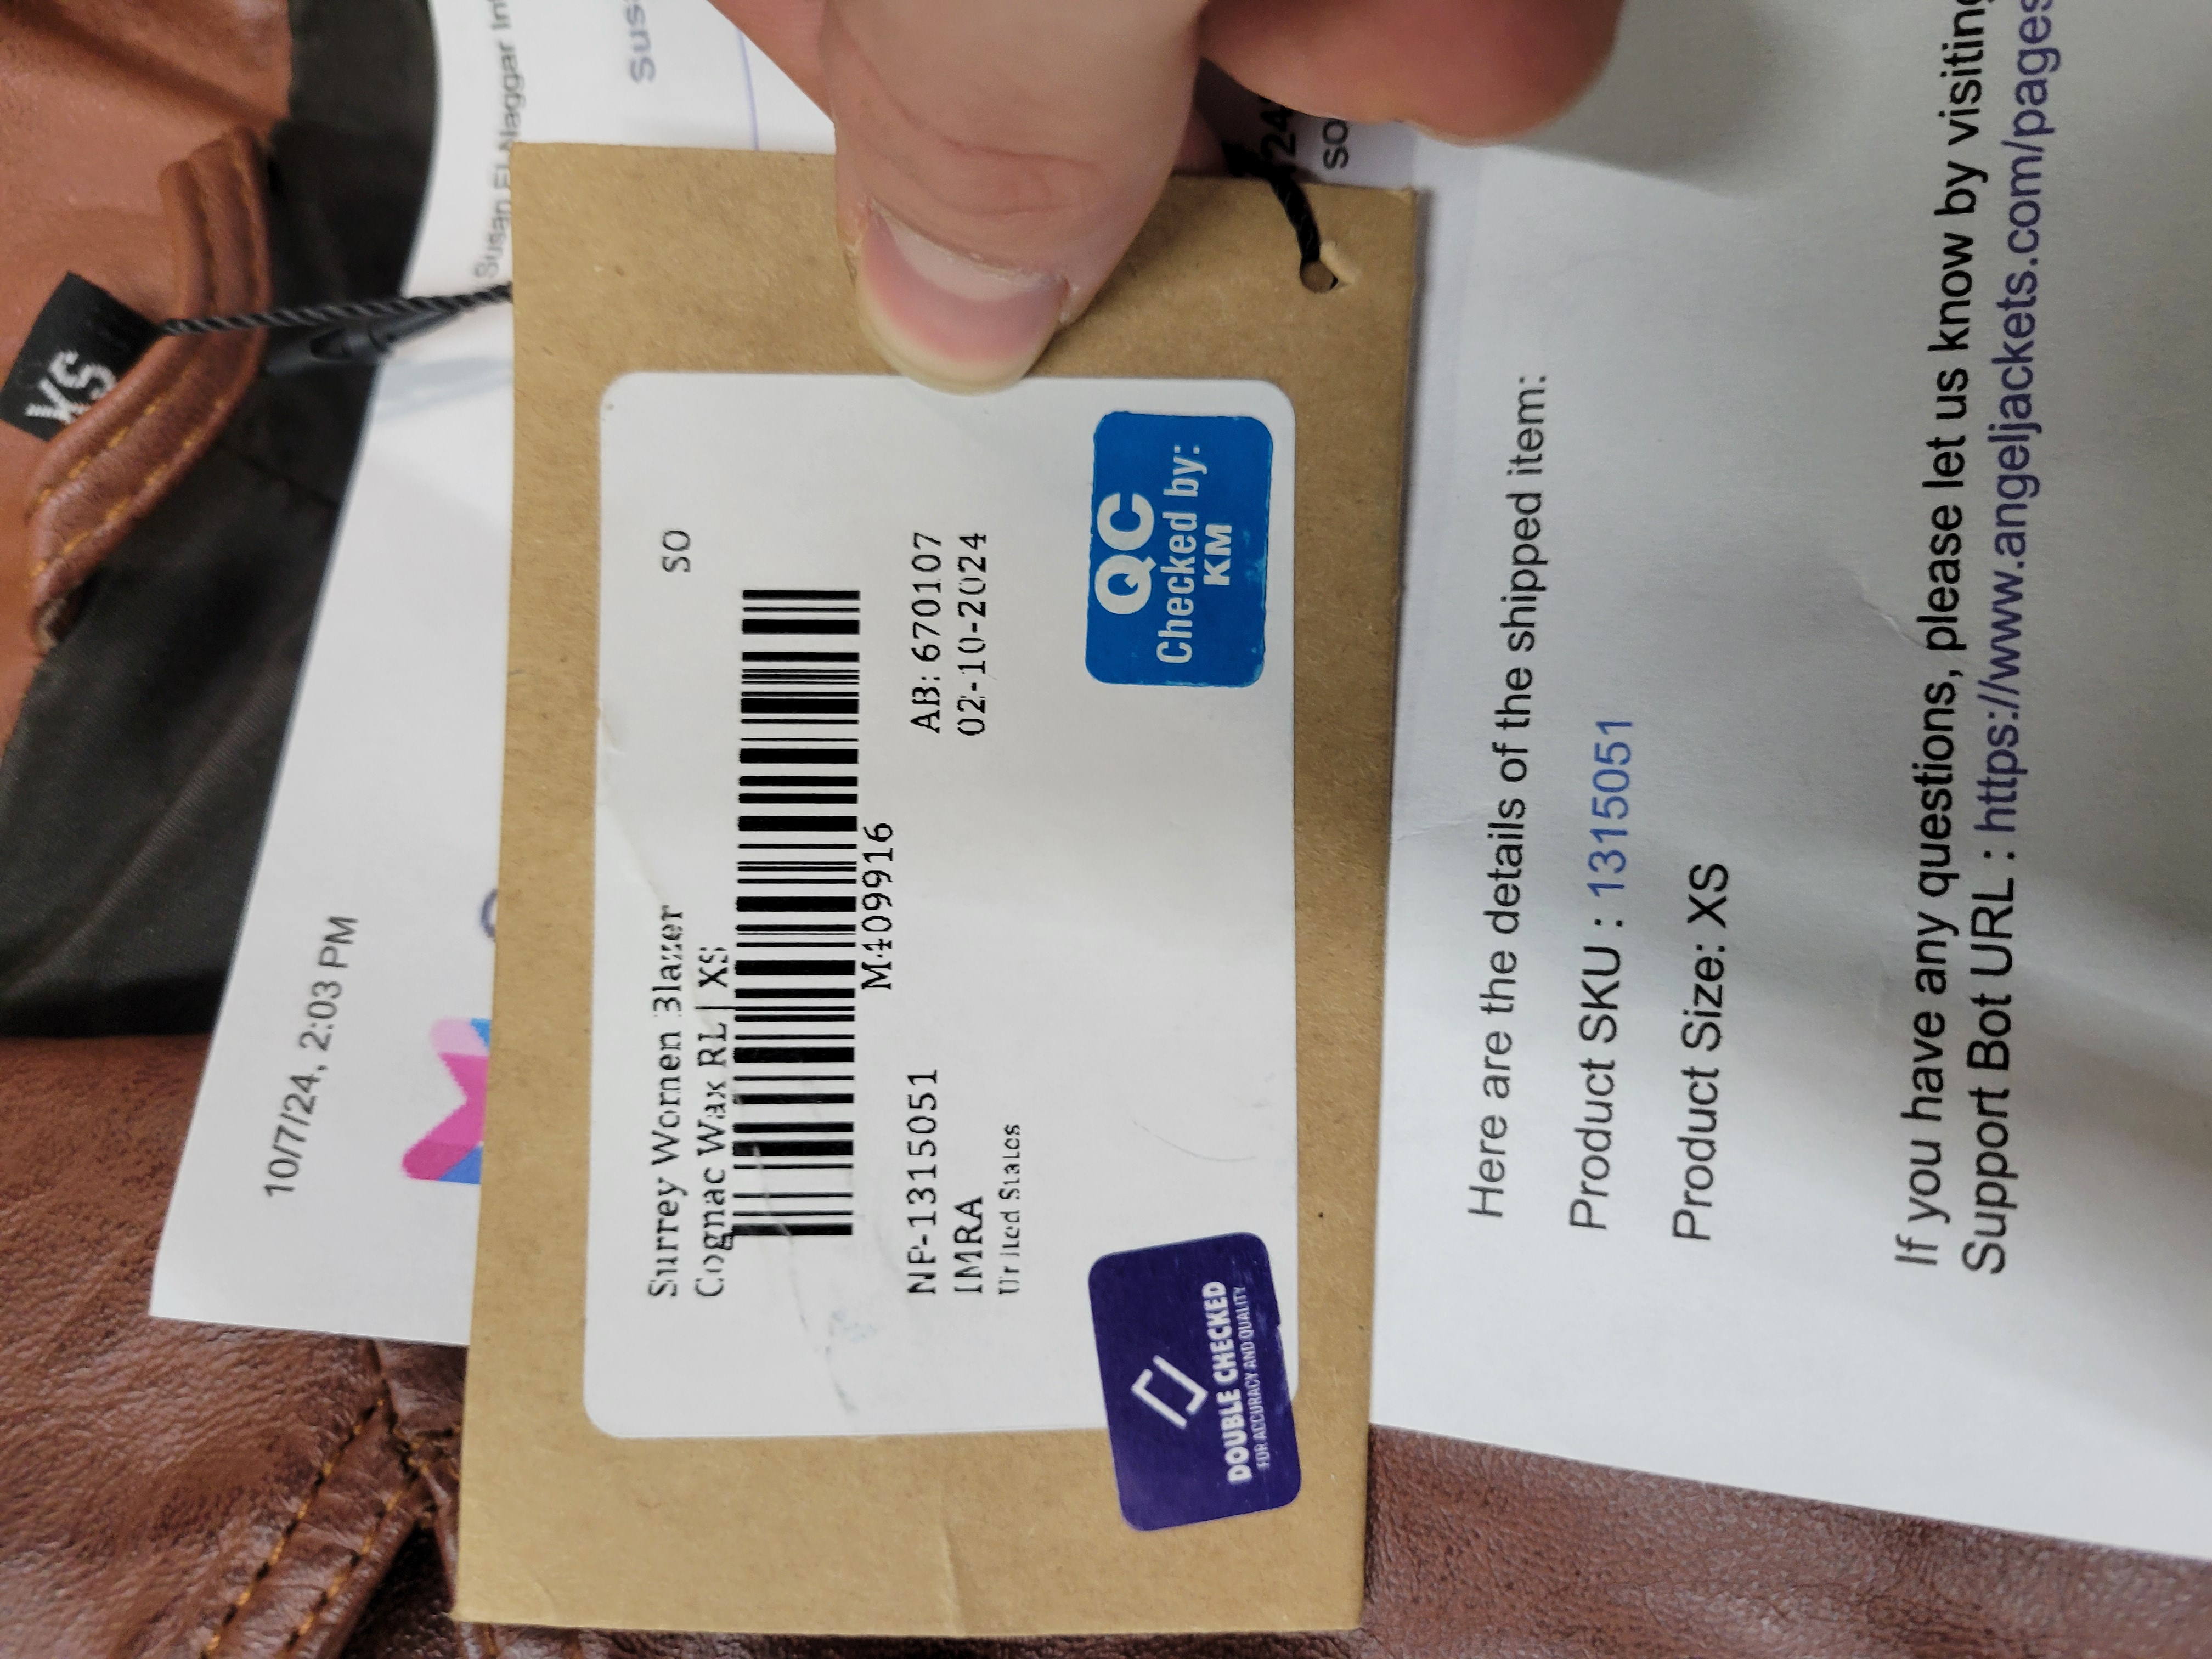 XS
10/7/24, 2:03 PM
Susan El Naggar
Surrey Women Blazer
Cognac Wax RL | XS
SO
M409916
NF-1315051
AB: 670107
IMRA
02-10-2024
United States
DOUBLE CHECKED
FOR ACCURACY AND QUALITY
QC
Checked by:
KM
Here are the details of the shipped item:
Product SKU : 1315051
Product Size: XS
If you have any questions, please let us know by visiting
Support Bot URL : https://www.angeljackets.com/pages